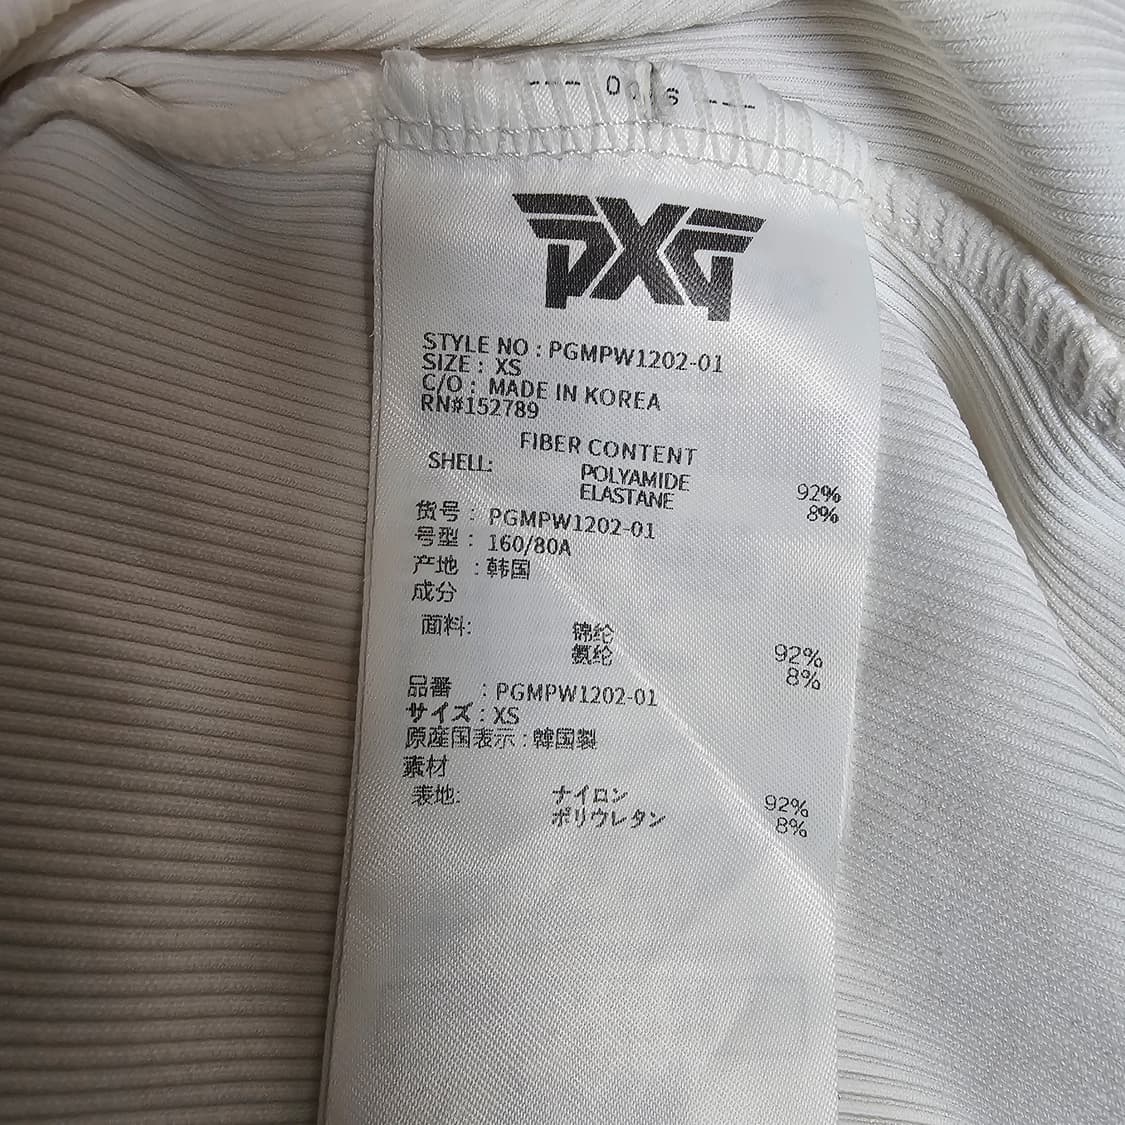 PXG
STYLE NO : PGMPW1202-01
SIZE : XS
C/O : MADE IN KOREA
RN#152789
FIBER CONTENT
SHELL: POLYAMIDE 92%
ELASTANE 8%
货号 : PGMPW1202-01
号型 : 160/80A
产地 : 韩国
成分
面料: 锦纶 92%
氨纶 8%
品番 : PGMPW1202-01
サイズ : XS
原産国表示 : 韓国製
素材
表地: ナイロン 92%
ポリウレタン 8%